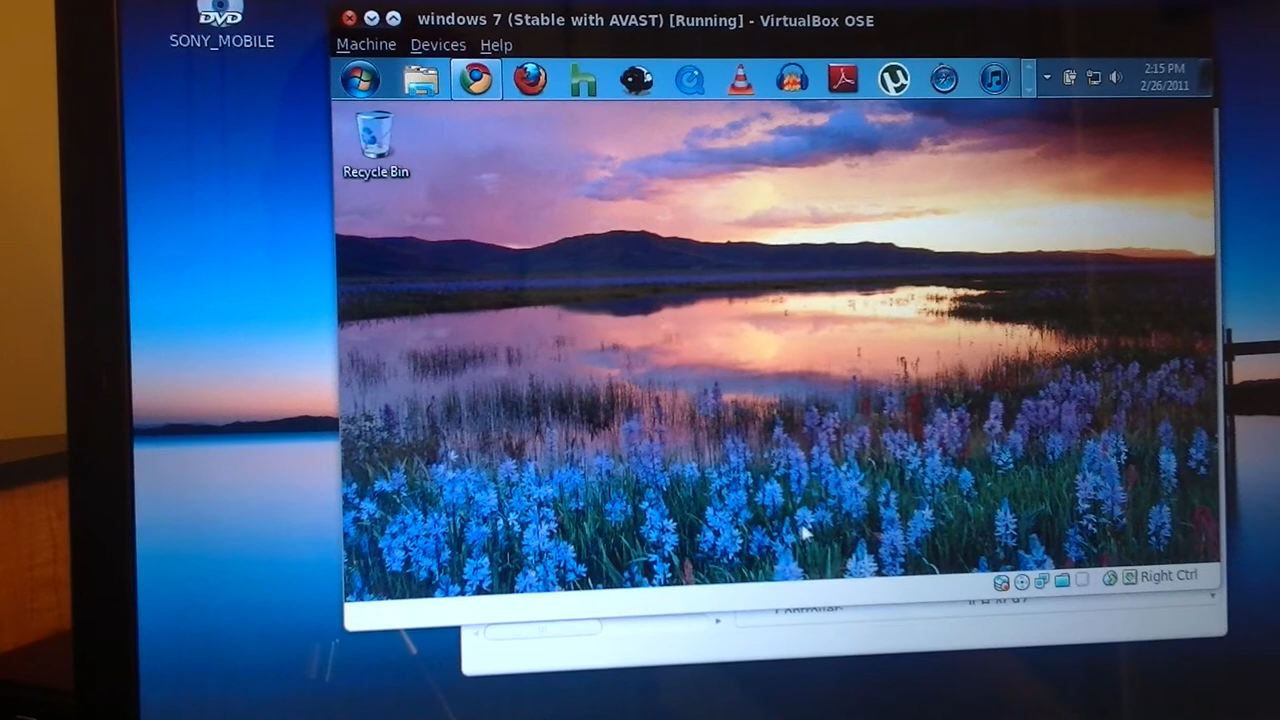 SONY_MOBILE
windows 7 (Stable with AVAST) [Running] - VirtualBox OSE
Machine Devices Help
2:15 PM
2/26/2011
DVD
Recycle Bin
Right Ctrl
Controller: